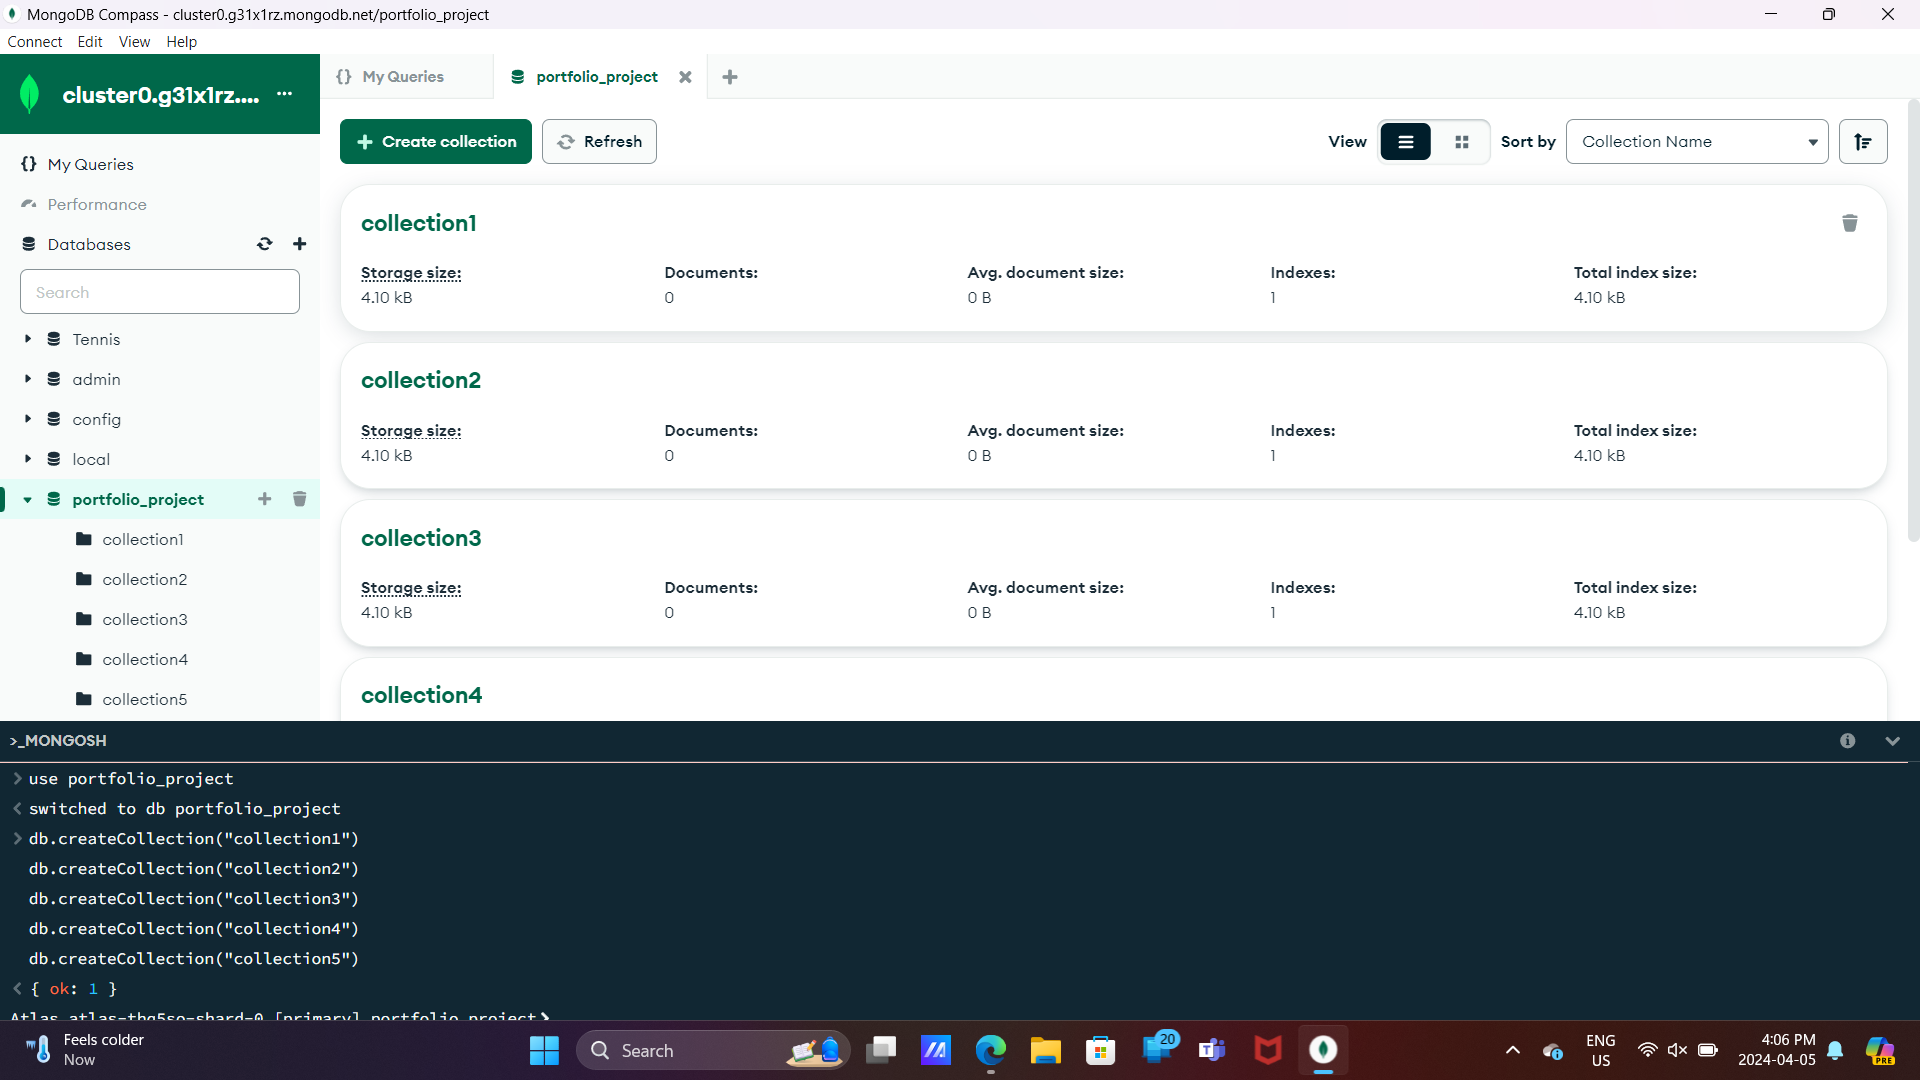 MongoDB Compass - cluster0.g31x1rz.mongodb.net/portfolio_project
Connect Edit View Help
cluster0.g31x1rz.... ...
{} My Queries
Performance
Databases
Search
Tennis
admin
config
local
portfolio_project
collection1
collection2
collection3
collection4
collection5
{} My Queries
portfolio_project
Create collection
Refresh
View
Sort by
Collection Name
collection1
Storage size: Documents: Avg. document size: Indexes: Total index size:
4.10 kB 0 0 B 1 4.10 kB
collection2
Storage size: Documents: Avg. document size: Indexes: Total index size:
4.10 kB 0 0 B 1 4.10 kB
collection3
Storage size: Documents: Avg. document size: Indexes: Total index size:
4.10 kB 0 0 B 1 4.10 kB
collection4
>_MONGOSH
> use portfolio_project
< switched to db portfolio_project
> db.createCollection("collection1")
db.createCollection("collection2")
db.createCollection("collection3")
db.createCollection("collection4")
db.createCollection("collection5")
< { ok: 1 }
Atlas atlas-thq5so-shard-0 [primary] portfolio_project>
Feels colder
Now
Search
20
ENG
US
4:06 PM
2024-04-05
PRE